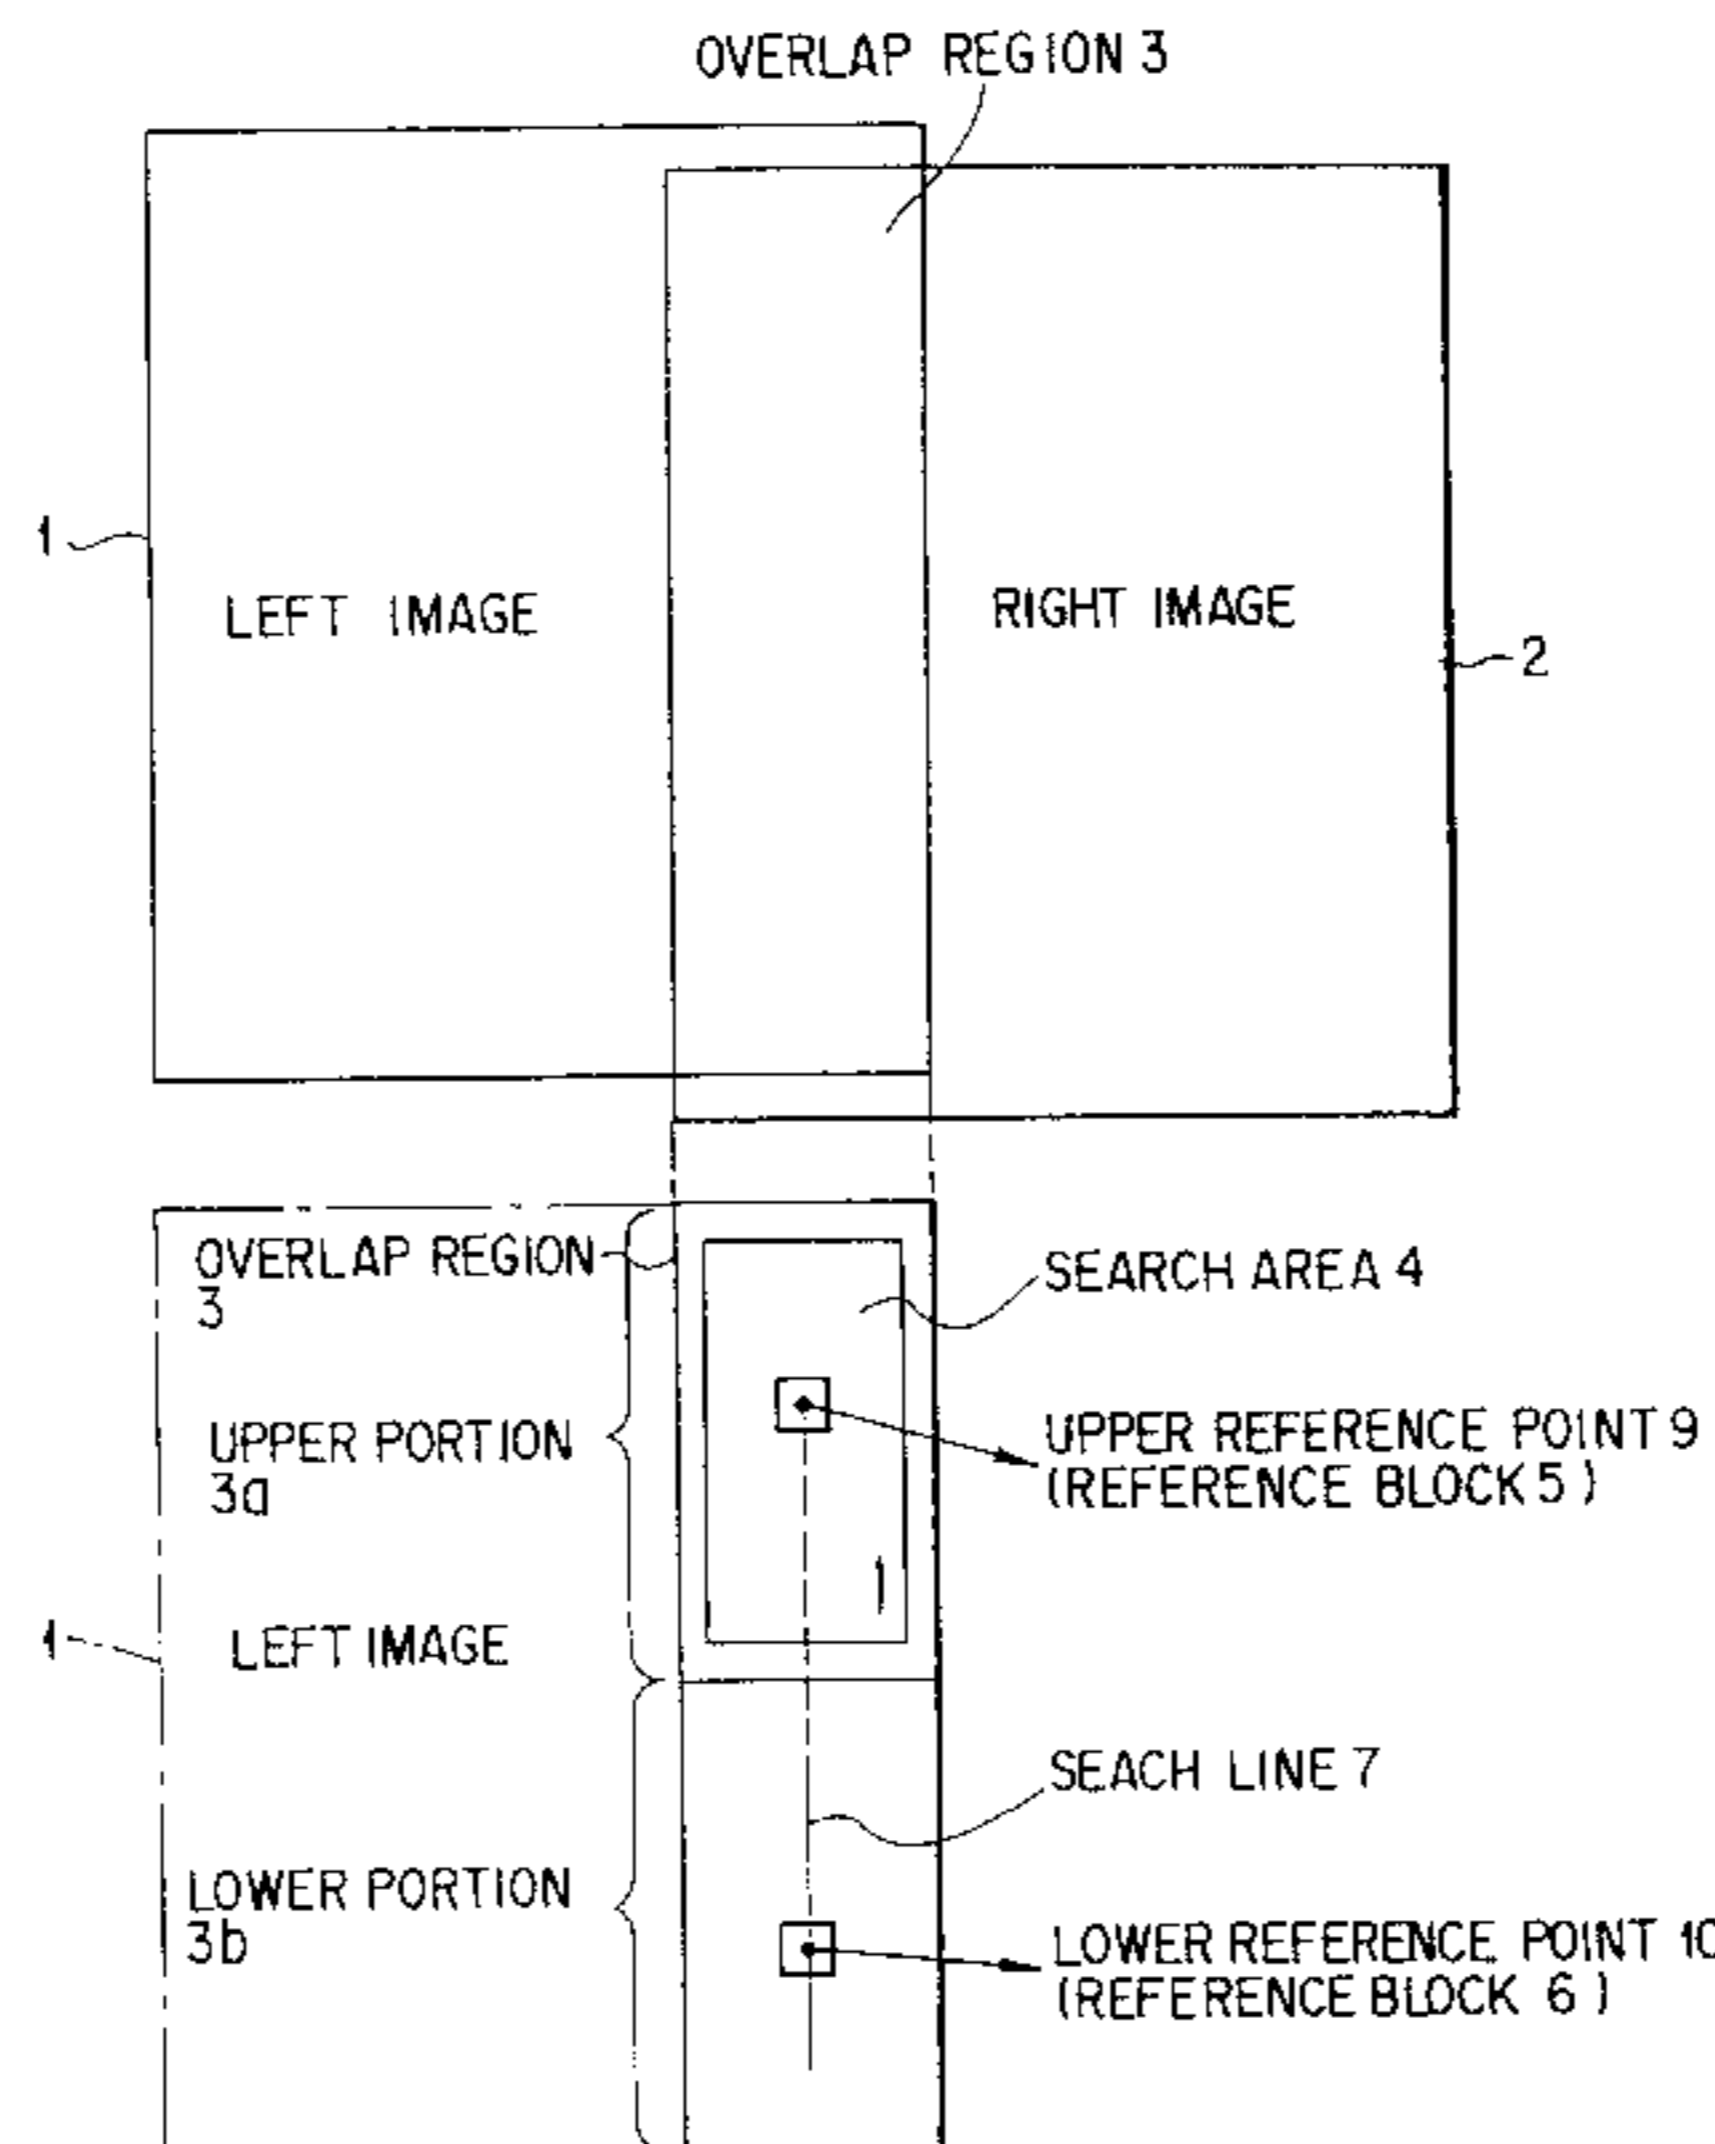 OVERLAP REGION 3
1
LEFT IMAGE
RIGHT IMAGE
2
OVERLAP REGION
3
SEARCH AREA 4
UPPER PORTION
3a
UPPER REFERENCE POINT 9
(REFERENCE BLOCK 5)
1
LEFT IMAGE
SEACH LINE 7
LOWER PORTION
3b
LOWER REFERENCE POINT 10
(REFERENCE BLOCK 6)